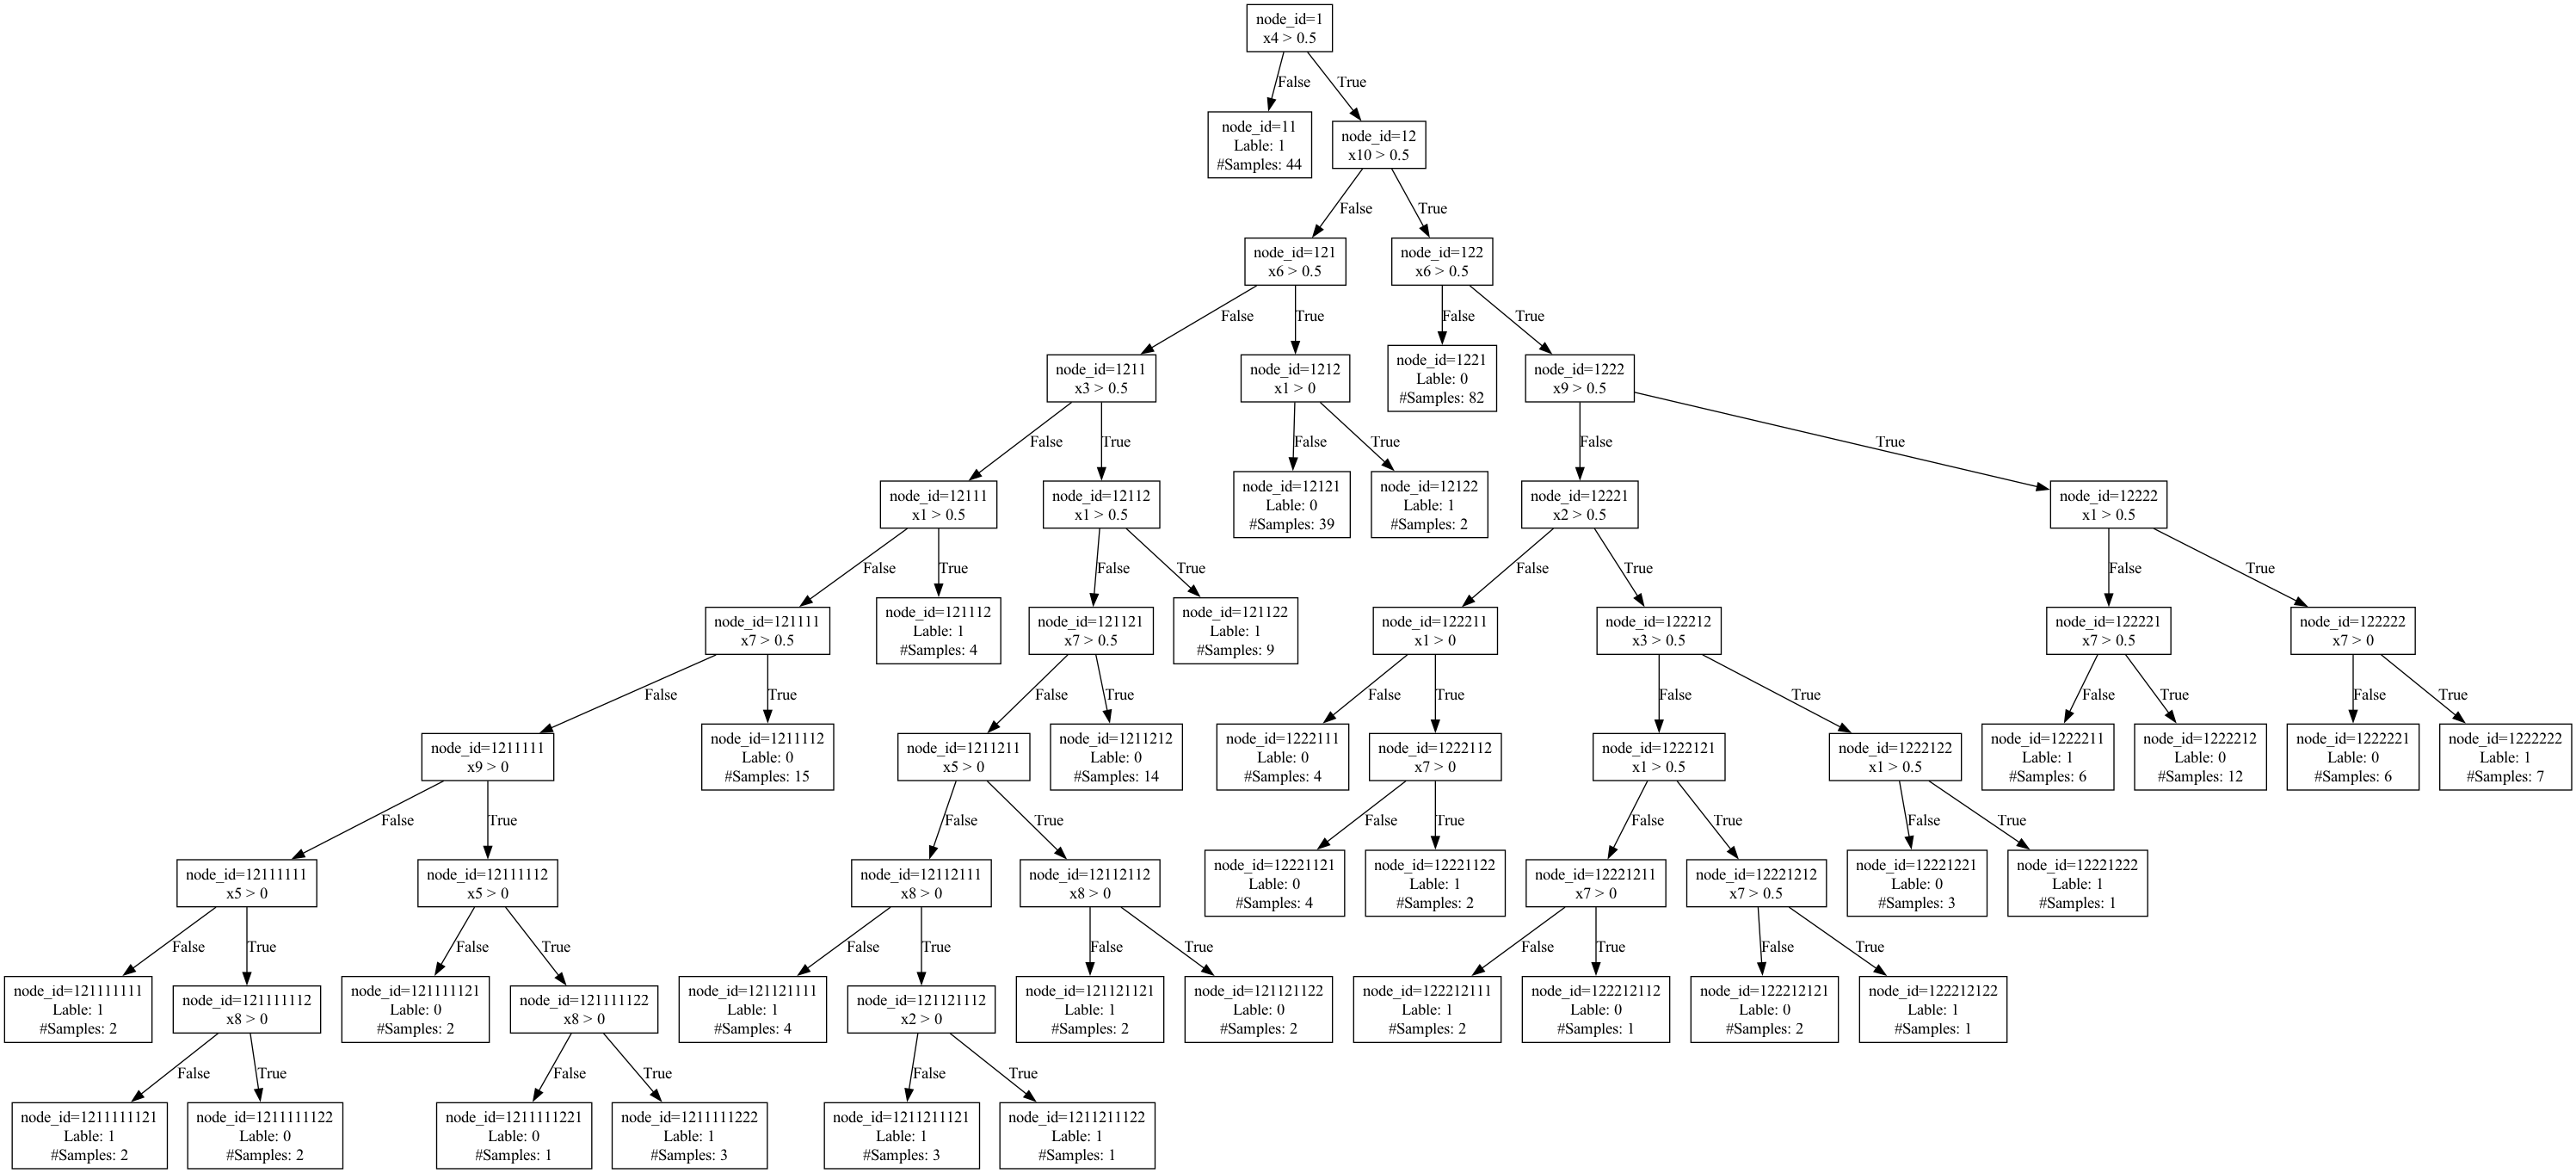 node_id=1
x4 > 0.5
False
True
node_id=11
Lable: 1
#Samples: 44
node_id=12
x10 > 0.5
False
True
node_id=121
x6 > 0.5
node_id=122
x6 > 0.5
False
True
False
True
node_id=1211
x3 > 0.5
node_id=1212
x1 > 0
node_id=1221
Lable: 0
#Samples: 82
node_id=1222
x9 > 0.5
False
True
False
True
False
True
node_id=12111
x1 > 0.5
node_id=12112
x1 > 0.5
node_id=12121
Lable: 0
#Samples: 39
node_id=12122
Lable: 1
#Samples: 2
node_id=12221
x2 > 0.5
node_id=12222
x1 > 0.5
False
True
False
True
False
True
False
True
node_id=121111
x7 > 0.5
node_id=121112
Lable: 1
#Samples: 4
node_id=121121
x7 > 0.5
node_id=121122
Lable: 1
#Samples: 9
node_id=122211
x1 > 0
node_id=122212
x3 > 0.5
node_id=122221
x7 > 0.5
node_id=122222
x7 > 0
False
True
False
True
False
True
False
True
False
True
False
True
node_id=1211111
x9 > 0
node_id=1211112
Lable: 0
#Samples: 15
node_id=1211211
x5 > 0
node_id=1211212
Lable: 0
#Samples: 14
node_id=1222111
Lable: 0
#Samples: 4
node_id=1222112
x7 > 0
node_id=1222121
x1 > 0.5
node_id=1222122
x1 > 0.5
node_id=1222211
Lable: 1
#Samples: 6
node_id=1222212
Lable: 0
#Samples: 12
node_id=1222221
Lable: 0
#Samples: 6
node_id=1222222
Lable: 1
#Samples: 7
False
True
False
True
False
True
False
True
False
True
node_id=12111111
x5 > 0
node_id=12111112
x5 > 0
node_id=12112111
x8 > 0
node_id=12112112
x8 > 0
node_id=12221121
Lable: 0
#Samples: 4
node_id=12221122
Lable: 1
#Samples: 2
node_id=12221211
x7 > 0
node_id=12221212
x7 > 0.5
node_id=12221221
Lable: 0
#Samples: 3
node_id=12221222
Lable: 1
#Samples: 1
False
True
False
True
False
True
False
True
False
True
False
True
node_id=121111111
Lable: 1
#Samples: 2
node_id=121111112
x8 > 0
node_id=121111121
Lable: 0
#Samples: 2
node_id=121111122
x8 > 0
node_id=121121111
Lable: 1
#Samples: 4
node_id=121121112
x2 > 0
node_id=121121121
Lable: 1
#Samples: 2
node_id=121121122
Lable: 0
#Samples: 2
node_id=122212111
Lable: 1
#Samples: 2
node_id=122212112
Lable: 0
#Samples: 1
node_id=122212121
Lable: 0
#Samples: 2
node_id=122212122
Lable: 1
#Samples: 1
False
True
False
True
False
True
node_id=1211111121
Lable: 1
#Samples: 2
node_id=1211111122
Lable: 0
#Samples: 2
node_id=1211111221
Lable: 0
#Samples: 1
node_id=1211111222
Lable: 1
#Samples: 3
node_id=1211211121
Lable: 1
#Samples: 3
node_id=1211211122
Lable: 1
#Samples: 1